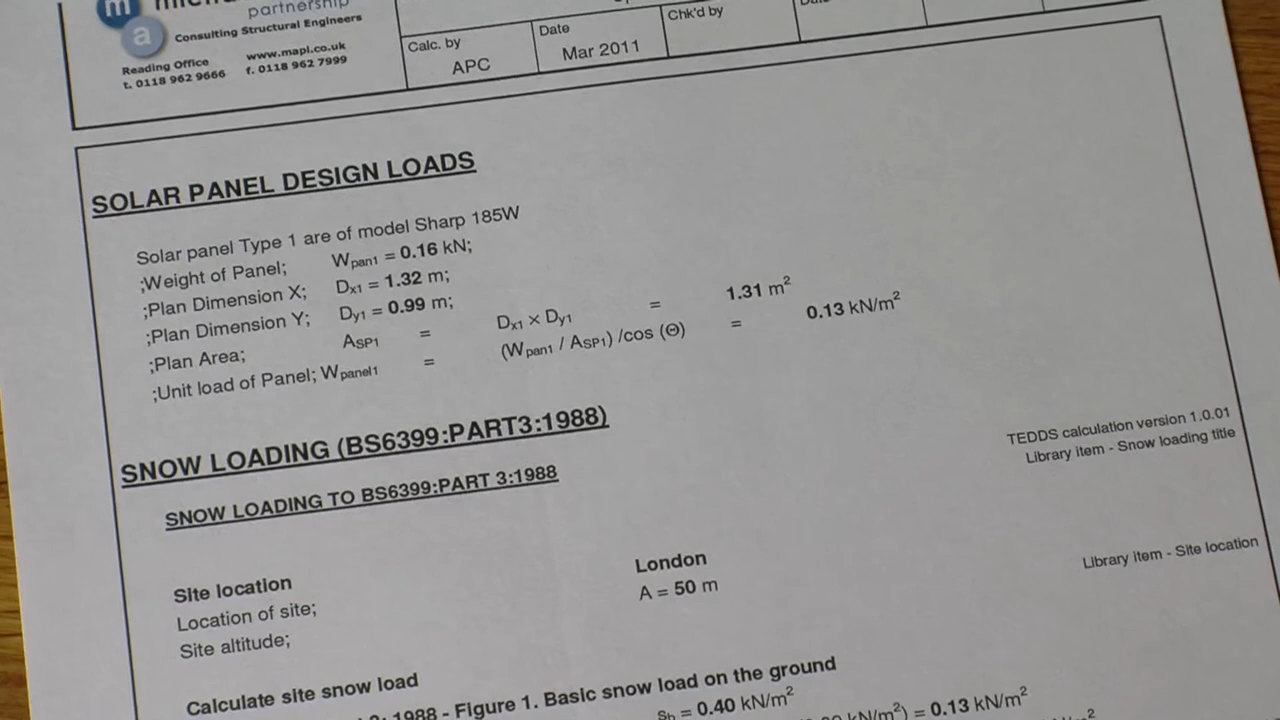 m
partnership
a
Consulting Structural Engineers
Reading Office
www.mapl.co.uk
t. 0118 962 9666
f. 0118 962 7999
Calc. by
APC
Date
Mar 2011
Chk'd by
SOLAR PANEL DESIGN LOADS
Solar panel Type 1 are of model Sharp 185W
;Weight of Panel; Wpan1 = 0.16 kN;
;Plan Dimension X; Dx1 = 1.32 m;
;Plan Dimension Y; Dy1 = 0.99 m;
;Plan Area; ASP1 = Dx1 × Dy1 = 1.31 m²
;Unit load of Panel; Wpanel1 = (Wpan1 / ASP1) /cos (Θ) = 0.13 kN/m²
SNOW LOADING (BS6399:PART3:1988)
TEDDS calculation version 1.0.01
Library item - Snow loading title
SNOW LOADING TO BS6399:PART 3:1988
Library item - Site location
Site location
Location of site; London
Site altitude; A = 50 m
Calculate site snow load
1988 - Figure 1. Basic snow load on the ground
sb = 0.40 kN/m²
kN/m²) = 0.13 kN/m²